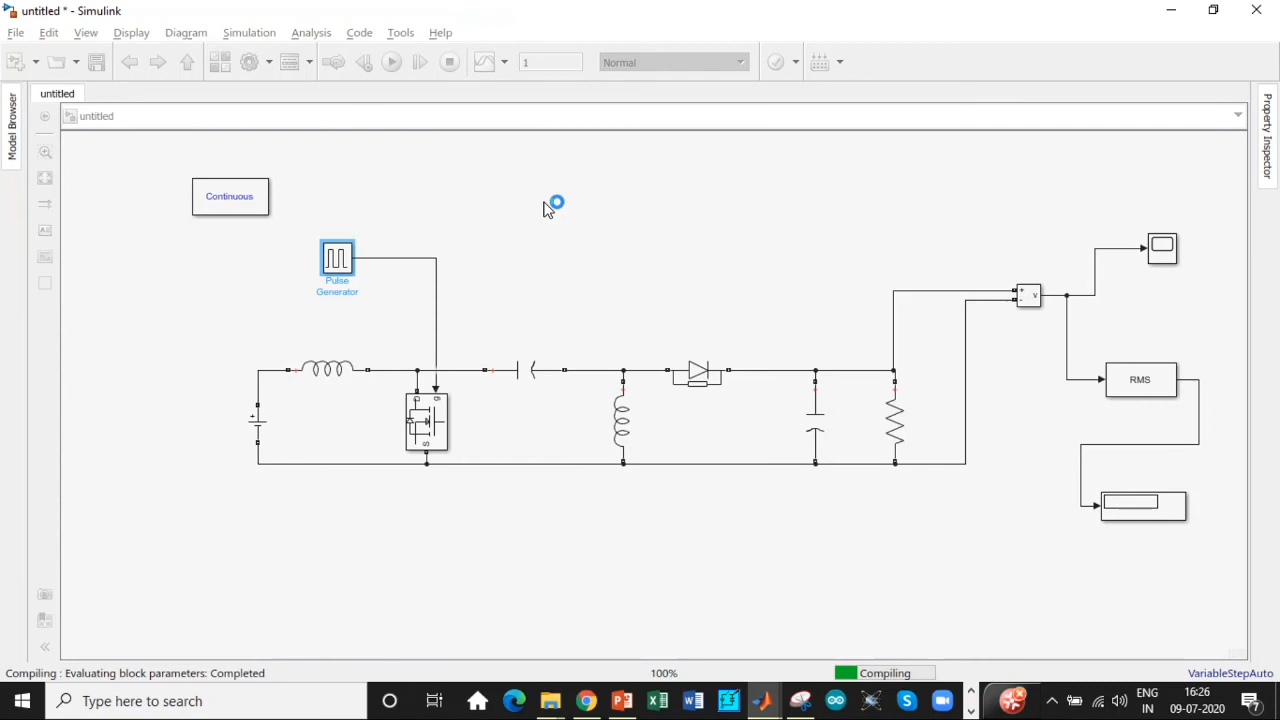 untitled * - Simulink
File Edit View Display Diagram Simulation Analysis Code Tools Help
1
Normal
Model Browser
untitled
untitled
Property Inspector
Continuous
Pulse
Generator
+ v
-
RMS
+
D g
S
Compiling : Evaluating block parameters: Completed
100%
Compiling
VariableStepAuto
Type here to search
ENG
IN
16:26
09-07-2020
7